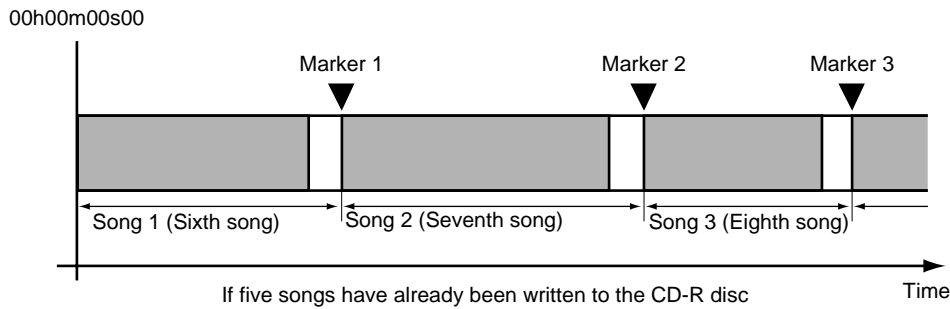 00h00m00s00
Marker 1 Marker 2 Marker 3
Song 1 (Sixth song) Song 2 (Seventh song) Song 3 (Eighth song)
If five songs have already been written to the CD-R disc Time